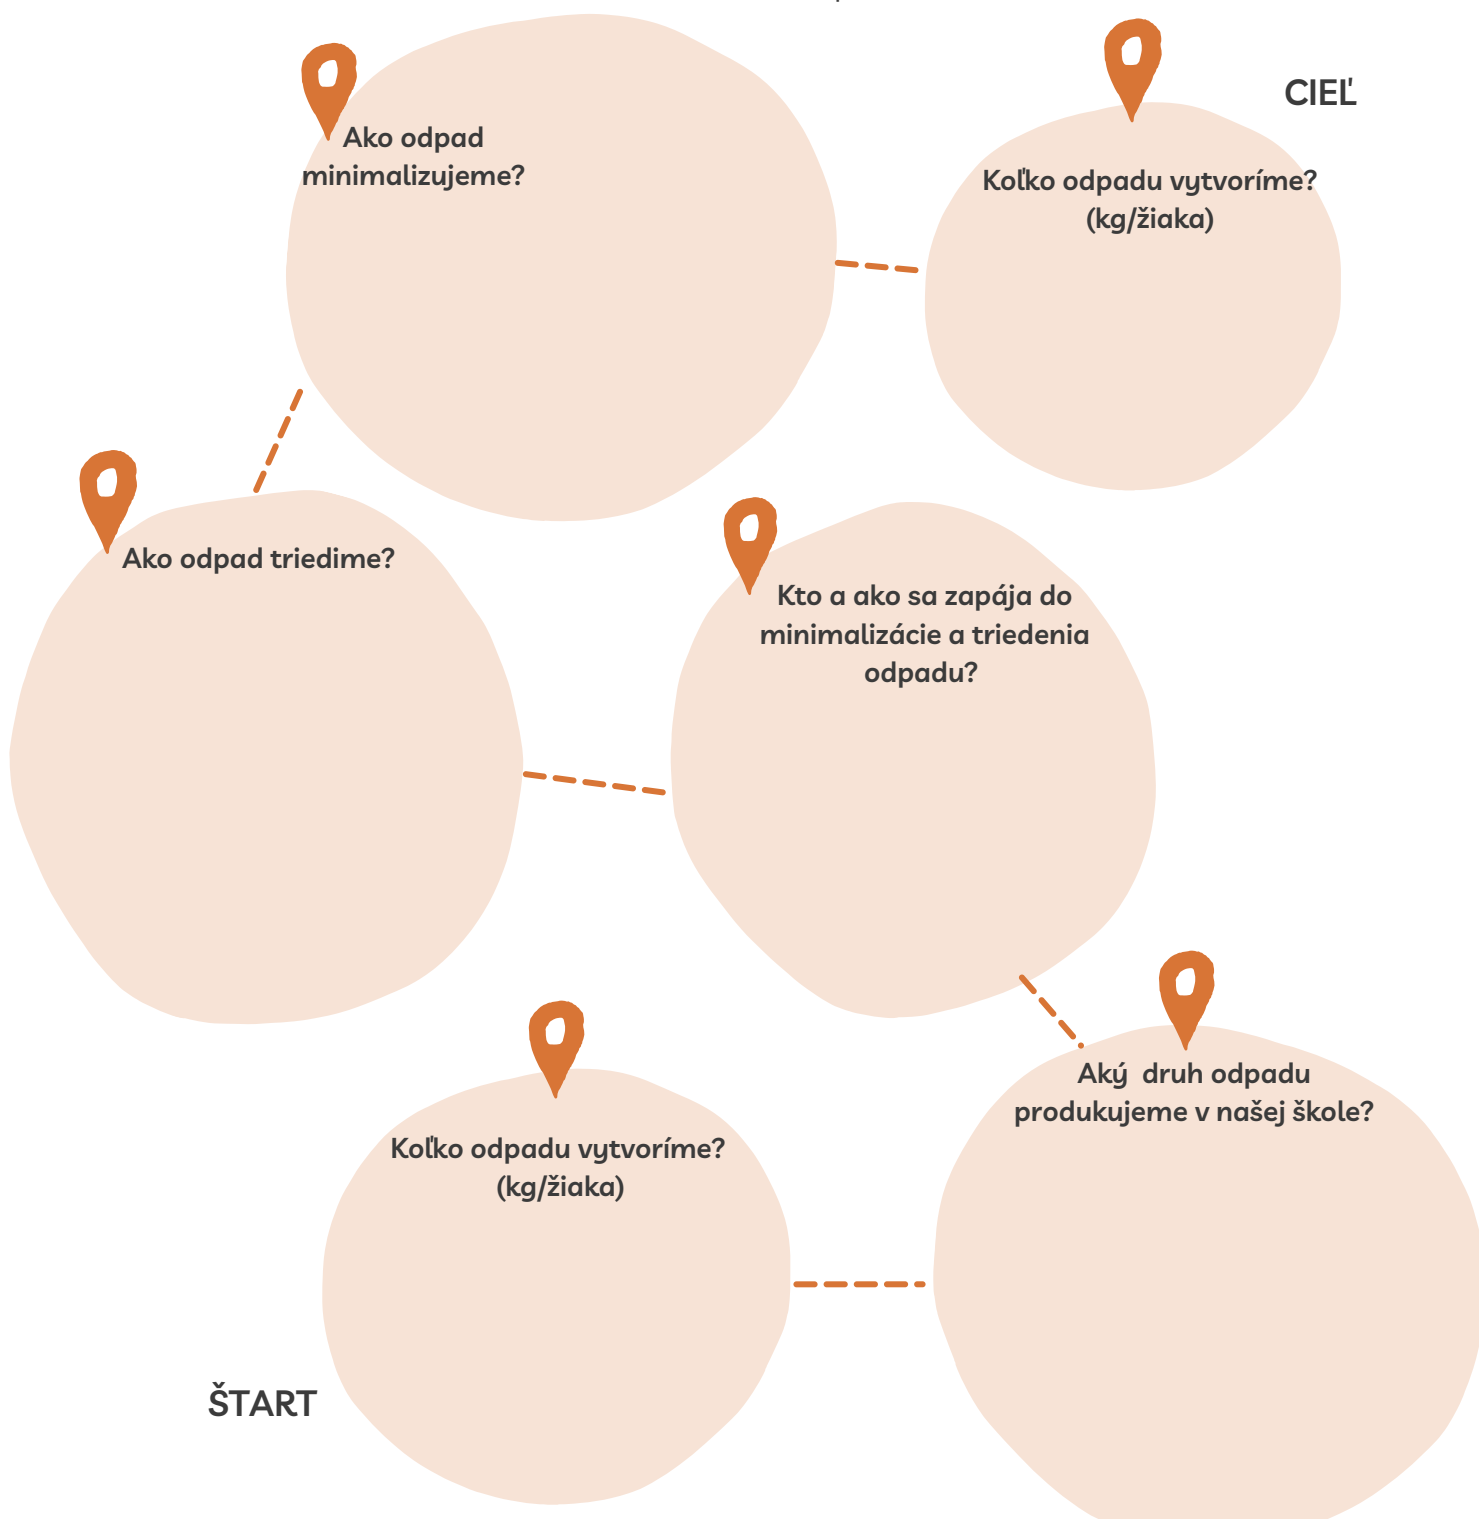 CIEĽ
Ako odpad
minimalizujeme?
Koľko odpadu vytvoríme?
(kg/žiaka)
Ako odpad triedime?
Kto a ako sa zapája do
minimalizácie a triedenia
odpadu?
Aký  druh odpadu
produkujeme v našej škole?
Koľko odpadu vytvoríme?
(kg/žiaka)
ŠTART